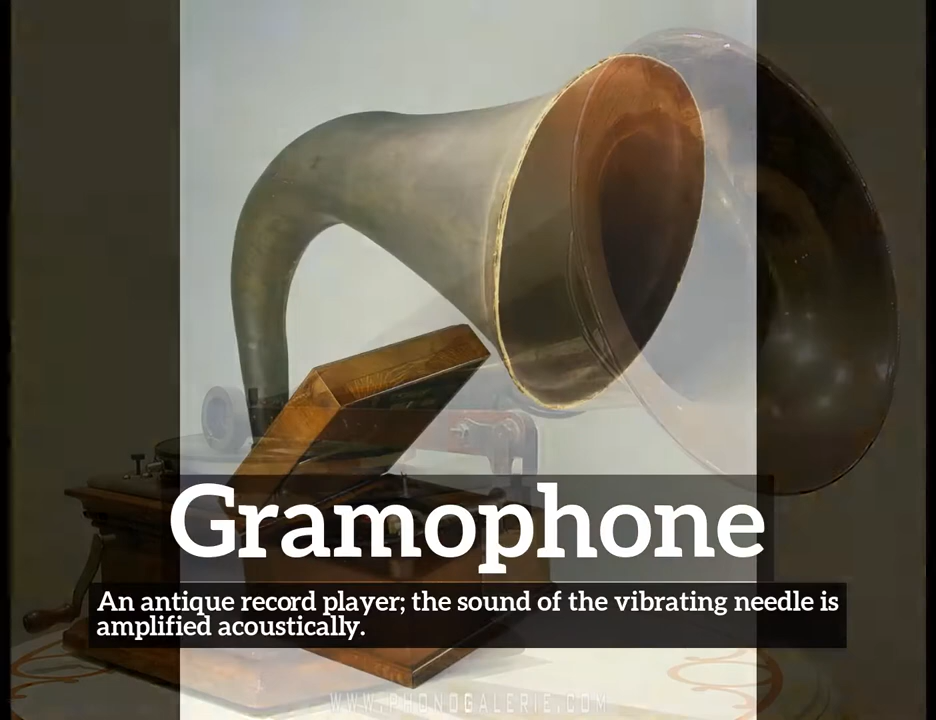 Gramophone
An antique record player; the sound of the vibrating needle is
amplified acoustically.
WWW.PHONOGALERIE.COM